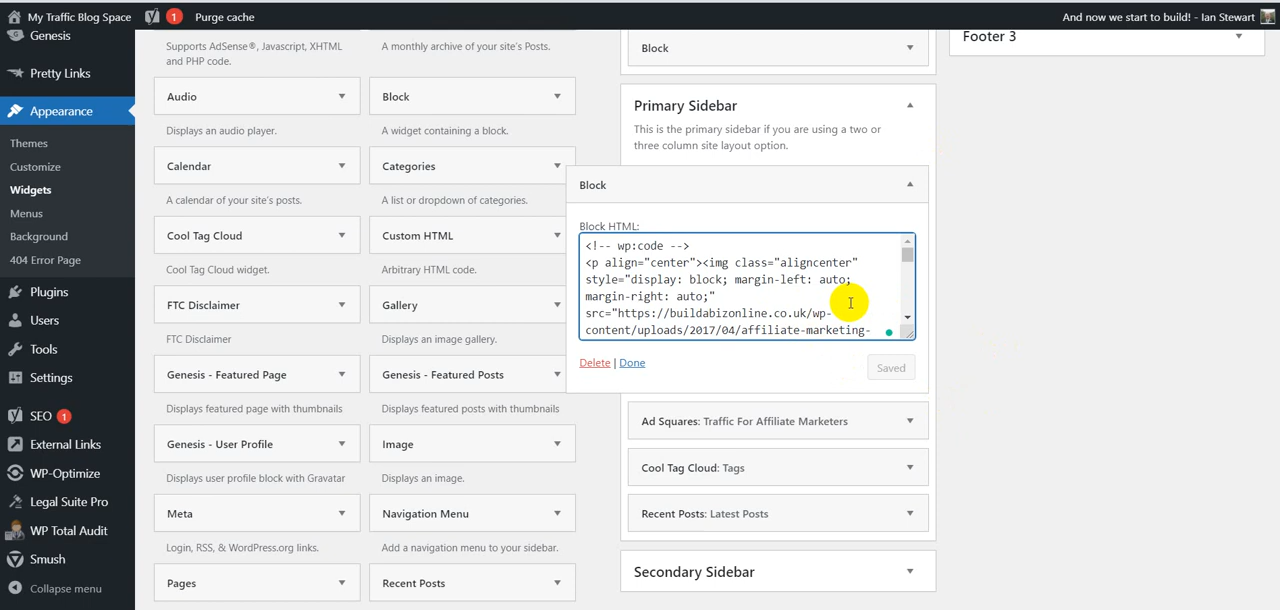 My Traffic Blog Space
1
Purge cache
And now we start to build! - Ian Stewart
Genesis
Pretty Links
Appearance
Themes
Customize
Widgets
Menus
Background
404 Error Page
Plugins
Users
Tools
Settings
SEO 1
External Links
WP-Optimize
Legal Suite Pro
WP Total Audit
Smush
Collapse menu
Supports AdSense®, Javascript, XHTML
and PHP code.
Audio
Displays an audio player.
Calendar
A calendar of your site's posts.
Cool Tag Cloud
Cool Tag Cloud widget.
FTC Disclaimer
FTC Disclaimer
Genesis - Featured Page
Displays featured page with thumbnails
Genesis - User Profile
Displays user profile block with Gravatar
Meta
Login, RSS, & WordPress.org links.
Pages
A monthly archive of your site's Posts.
Block
A widget containing a block.
Categories
A list or dropdown of categories.
Custom HTML
Arbitrary HTML code.
Gallery
Displays an image gallery.
Genesis - Featured Posts
Displays featured posts with thumbnails
Image
Displays an image.
Navigation Menu
Add a navigation menu to your sidebar.
Recent Posts
Block
Primary Sidebar
This is the primary sidebar if you are using a two or
three column site layout option.
Block
Block HTML:
<!-- wp:code -->
<p align="center"><img class="aligncenter"
style="display: block; margin-left: auto;
margin-right: auto;"
src="https://buildabizonline.co.uk/wp-
content/uploads/2017/04/affiliate-marketing-
Delete | Done
Saved
Ad Squares: Traffic For Affiliate Marketers
Cool Tag Cloud: Tags
Recent Posts: Latest Posts
Secondary Sidebar
Footer 3